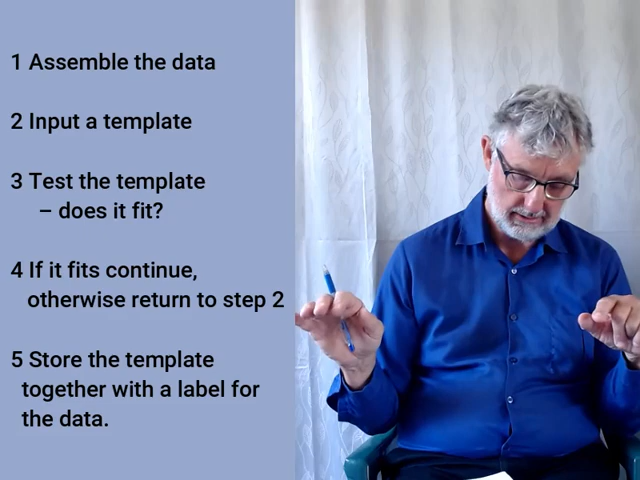 1 Assemble the data
2 Input a template
3 Test the template
– does it fit?
4 If it fits continue,
otherwise return to step 2
5 Store the template
together with a label for
the data.